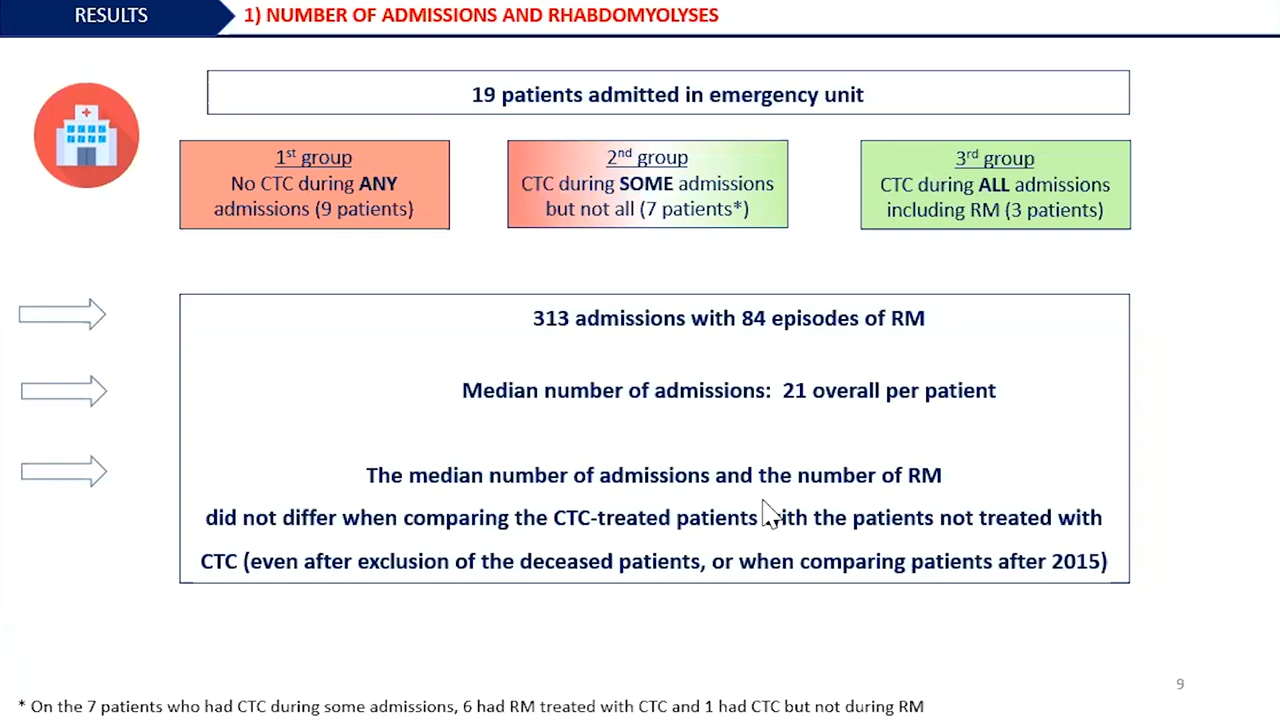 RESULTS
1) NUMBER OF ADMISSIONS AND RHABDOMYOLYSES
19 patients admitted in emergency unit
1st group
No CTC during ANY
admissions (9 patients)
2nd group
CTC during SOME admissions
but not all (7 patients*)
3rd group
CTC during ALL admissions
including RM (3 patients)
313 admissions with 84 episodes of RM
Median number of admissions: 21 overall per patient
The median number of admissions and the number of RM
did not differ when comparing the CTC-treated patients with the patients not treated with
CTC (even after exclusion of the deceased patients, or when comparing patients after 2015)
9
* On the 7 patients who had CTC during some admissions, 6 had RM treated with CTC and 1 had CTC but not during RM